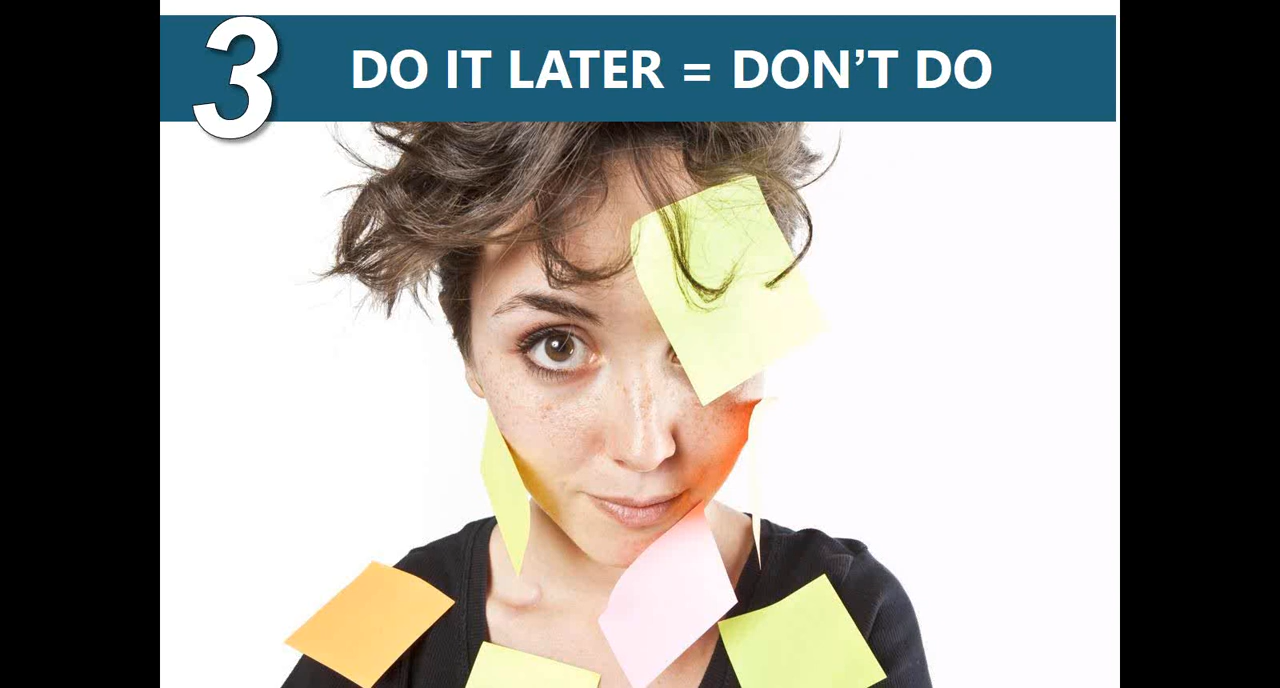 3 DO IT LATER = DON’T DO